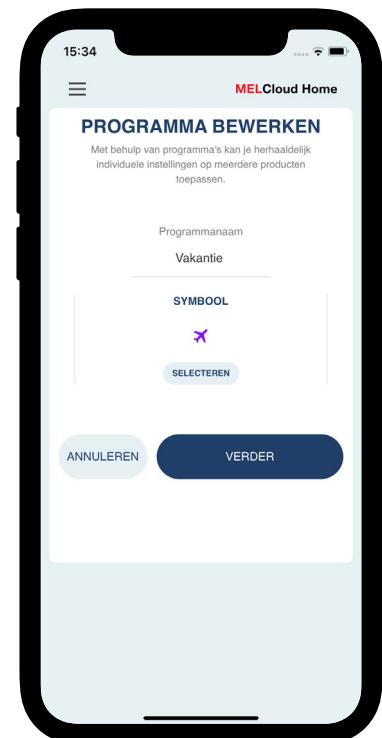 15:34
MELCloud Home
PROGRAMMA BEWERKEN
Met behulp van programma's kan je herhaaldelijk
individuele instellingen op meerdere producten
toepassen.
Programmanaam
Vakantie
SYMBOOL
SELECTEREN
ANNULEREN VERDER